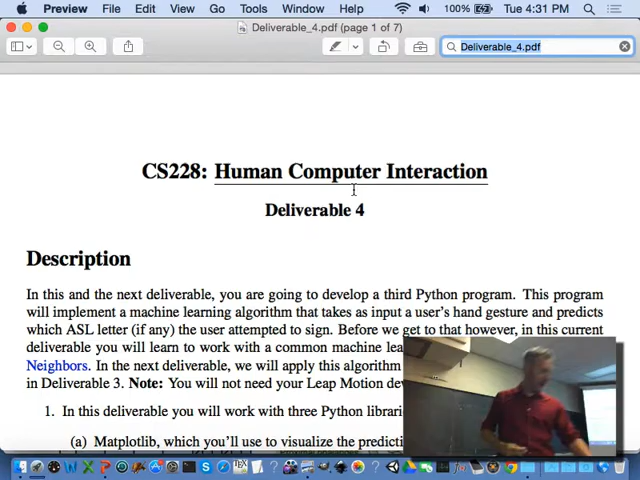 Preview File Edit View Go Tools Window Help 100% Tue 4:31 PM
Deliverable_4.pdf (page 1 of 7)
Deliverable_4.pdf
CS228: Human Computer Interaction
Deliverable 4
Description
In this and the next deliverable, you are going to develop a third Python program. This program
will implement a machine learning algorithm that takes as input a user's hand gesture and predicts
which ASL letter (if any) the user attempted to sign. Before we get to that however, in this current
deliverable you will learn to work with a common machine lea
Neighbors. In the next deliverable, we will apply this algorithm
in Deliverable 3. Note: You will not need your Leap Motion dev
1. In this deliverable you will work with three Python librari
(a) Matplotlib, which you'll use to visualize the predicti